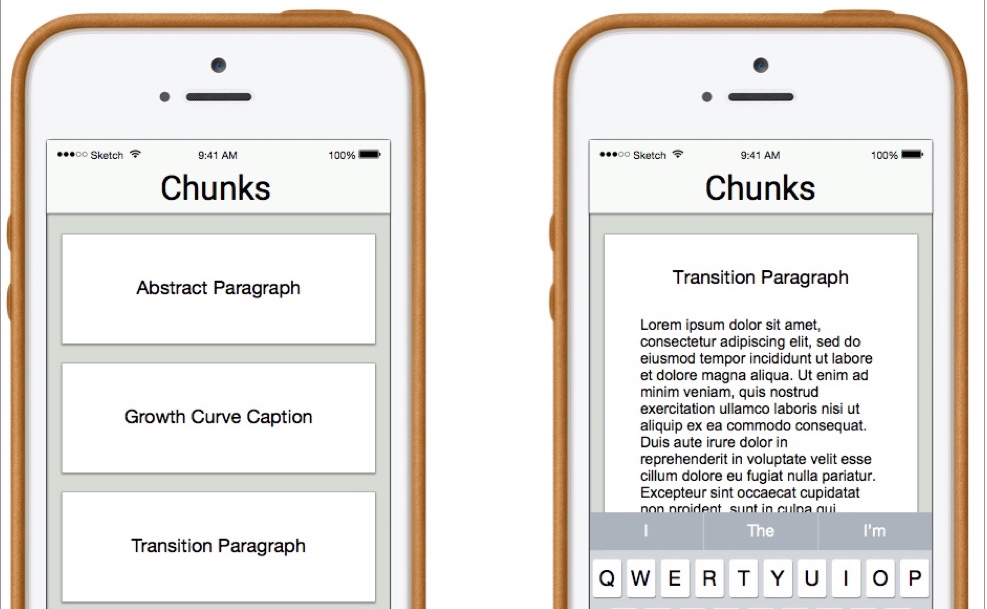 Sketch 9:41 AM 100%
Chunks
Abstract Paragraph
Growth Curve Caption
Transition Paragraph
Sketch 9:41 AM 100%
Chunks
Transition Paragraph
Lorem ipsum dolor sit amet,
consectetur adipiscing elit, sed do
eiusmod tempor incididunt ut labore
et dolore magna aliqua. Ut enim ad
minim veniam, quis nostrud
exercitation ullamco laboris nisi ut
aliquip ex ea commodo consequat.
Duis aute irure dolor in
reprehenderit in voluptate velit esse
cillum dolore eu fugiat nulla pariatur.
Excepteur sint occaecat cupidatat
non proident, sunt in culpa qui
I The I'm
Q W E R T Y U I O P